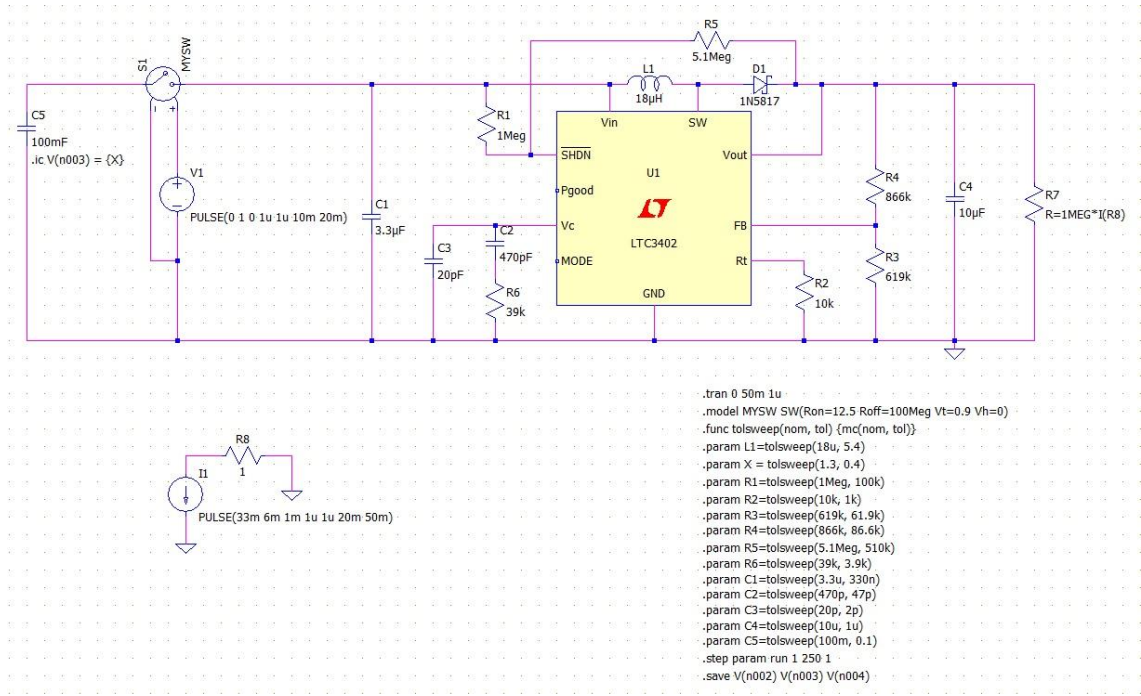 R5
5.1Meg
S1
MYSW
L1
18µH
D1
1N5817
C5
100mF
.ic V(n003) = {X}
R1
1Meg
Vin
SW
SHDN
Vout
U1
V1
PULSE(0 1 0 1u 1u 10m 20m)
Pgood
R4
866k
C4
10µF
R7
R=1MEG*I(R8)
C1
3.3µF
Vc
LTC3402
FB
C3
20pF
C2
470pF
MODE
Rt
R3
619k
R6
39k
GND
R2
10k
.tran 0 50m 1u
.model MYSW SW(Ron=12.5 Roff=100Meg Vt=0.9 Vh=0)
.func tolsweep(nom, tol) {mc(nom, tol)}
.param L1=tolsweep(18u, 5.4)
.param X = tolsweep(1.3, 0.4)
.param R1=tolsweep(1Meg, 100k)
.param R2=tolsweep(10k, 1k)
.param R3=tolsweep(619k, 61.9k)
.param R4=tolsweep(866k, 86.6k)
.param R5=tolsweep(5.1Meg, 510k)
.param R6=tolsweep(39k, 3.9k)
.param C1=tolsweep(3.3u, 330n)
.param C2=tolsweep(470p, 47p)
.param C3=tolsweep(20p, 2p)
.param C4=tolsweep(10u, 1u)
.param C5=tolsweep(100m, 0.1)
.step param run 1 250 1
.save V(n002) V(n003) V(n004)
R8
1
I1
PULSE(33m 6m 1m 1u 1u 20m 50m)